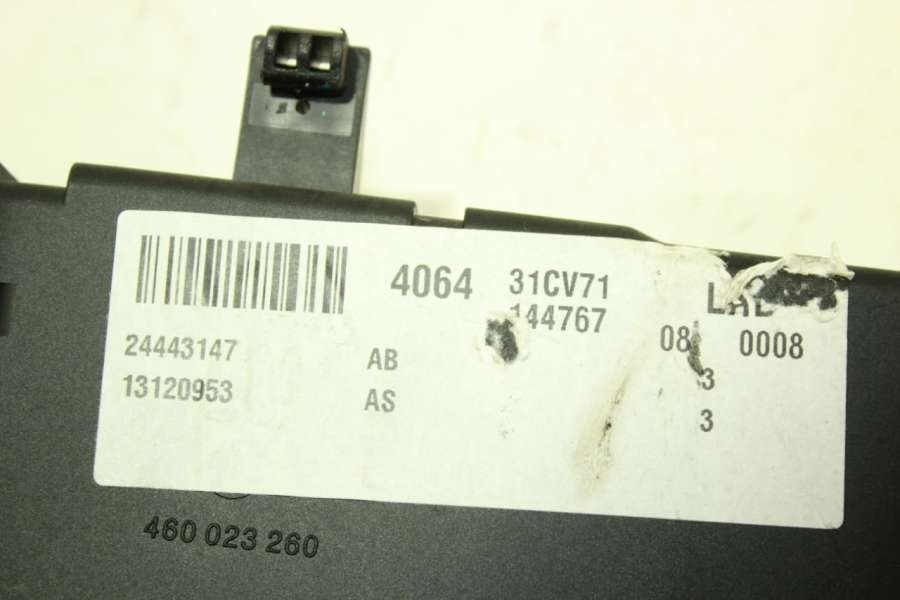 4064 31CV71
144767 08 0008
24443147 AB 3
13120953 AS 3
460 023 260